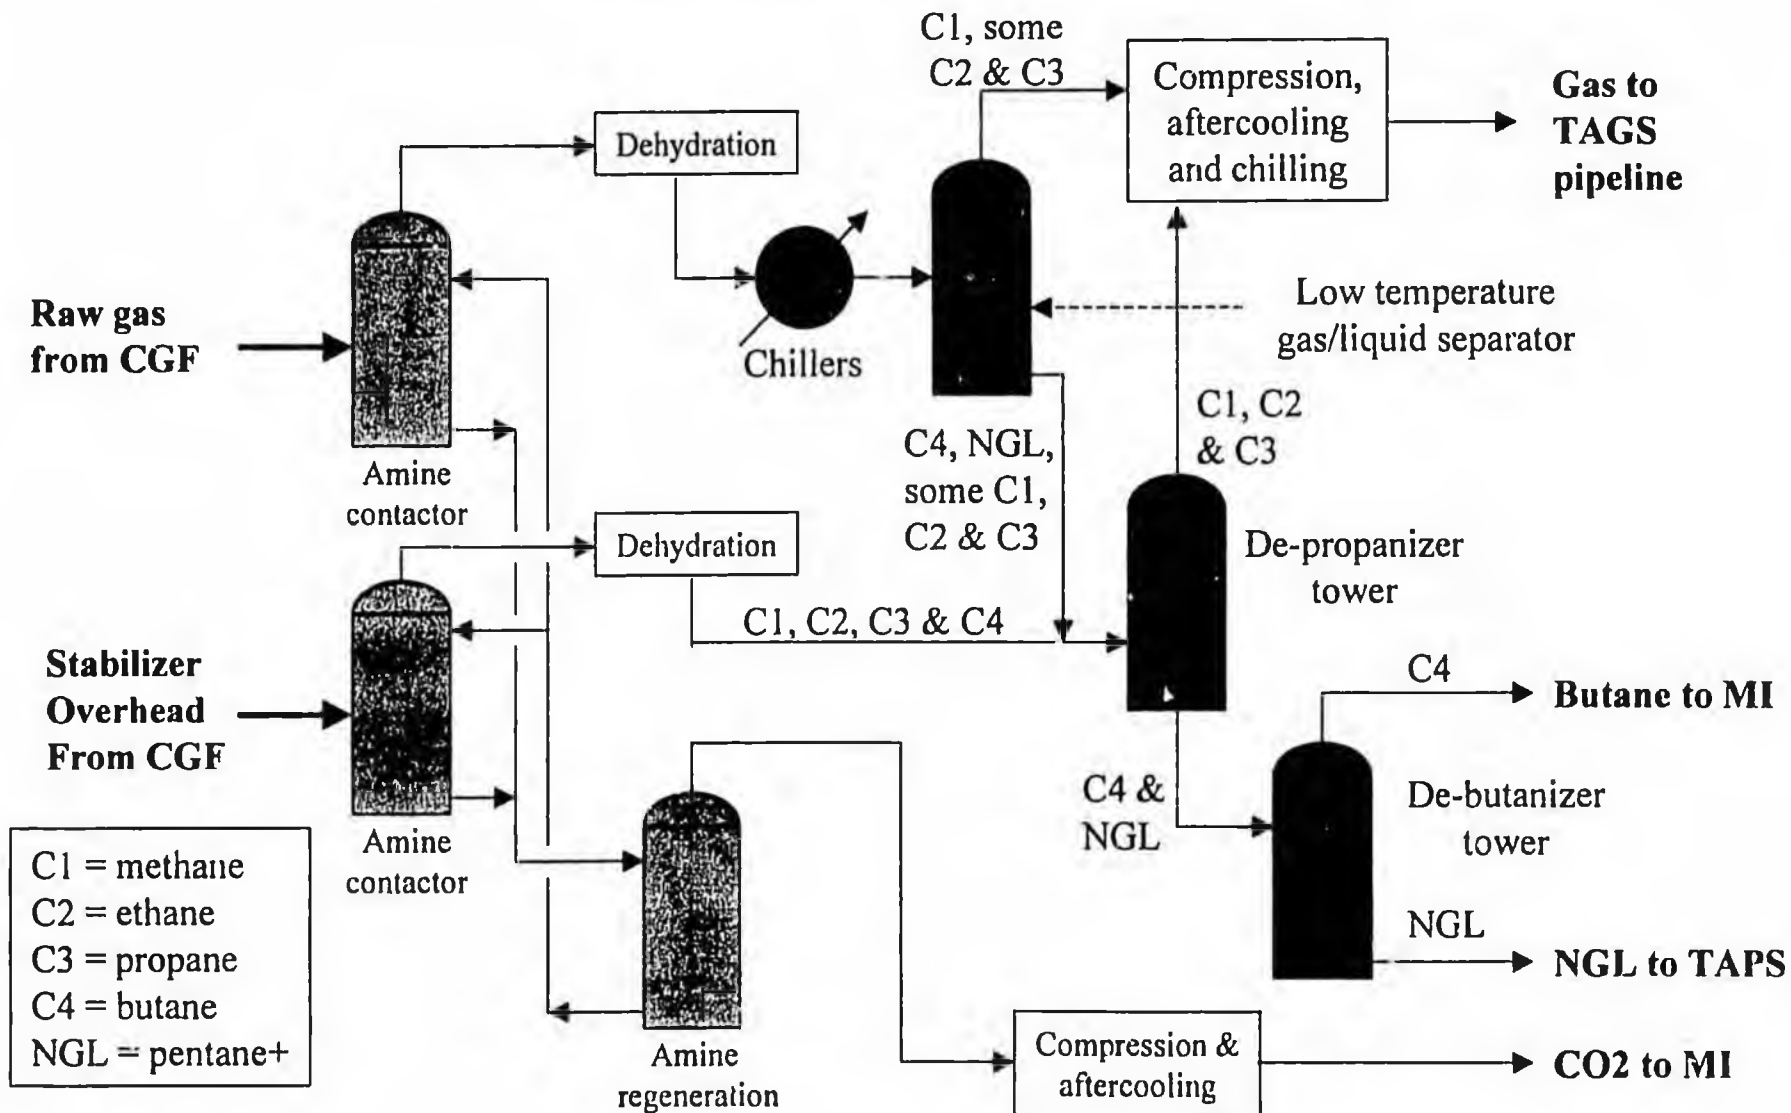 C1, some
C2 & C3
Compression,
aftercooling
and chilling
Gas to
TAGS
pipeline
Dehydration
Raw gas
from CGF
Chillers
Low temperature
gas/liquid separator
C1, C2
& C3
C4, NGL,
some C1,
C2 & C3
Amine
contactor
Dehydration
De-propanizer
tower
C1, C2, C3 & C4
Stabilizer
Overhead
From CGF
C4
Butane to MI
C4 &
NGL
De-butanizer
tower
Amine
contactor
C1 = methane
C2 = ethane
C3 = propane
C4 = butane
NGL = pentane+
NGL
NGL to TAPS
Amine
regeneration
Compression &
aftercooling
CO2 to MI